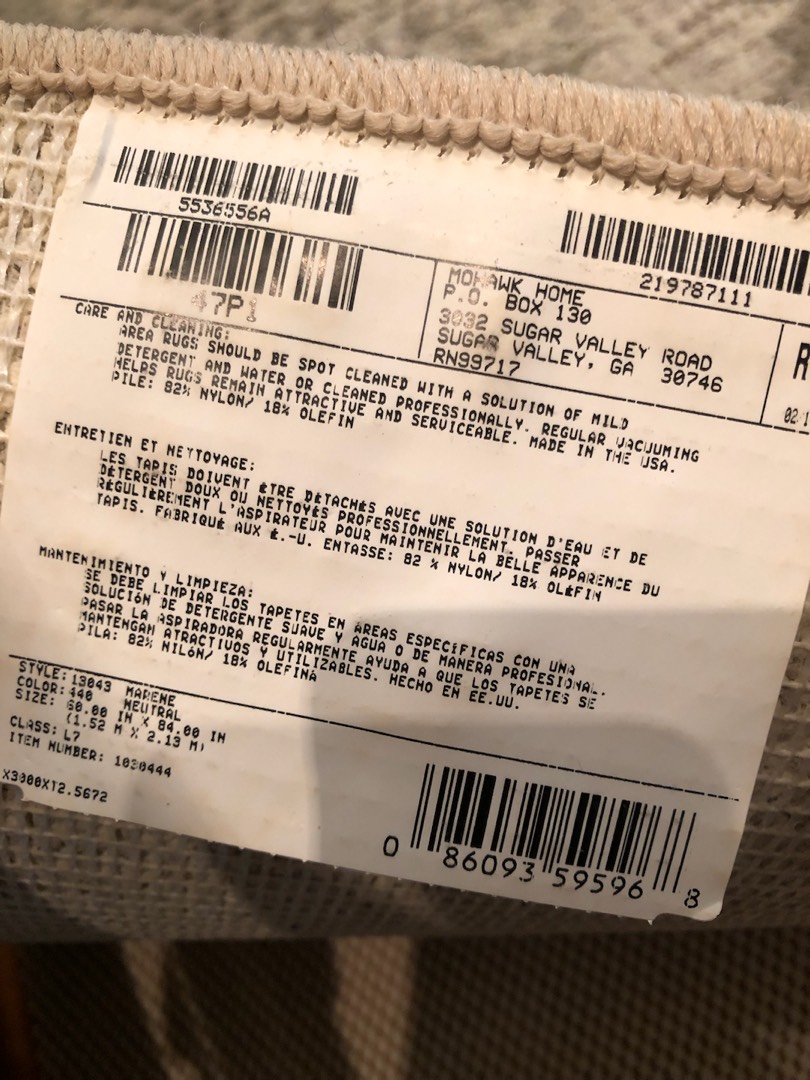 5536556A
219787111
47P1
MOHAWK HOME
P.O. BOX 130
3032 SUGAR VALLEY ROAD
SUGAR VALLEY, GA 30746
RN99717
R
02/1
CARE AND CLEANING:
AREA RUGS SHOULD BE SPOT CLEANED WITH A SOLUTION OF MILD
DETERGENT AND WATER OR CLEANED PROFESSIONALLY. REGULAR VACUUMING
HELPS RUGS REMAIN ATTRACTIVE AND SERVICEABLE. MADE IN THE USA.
PILE: 82% NYLON/ 18% OLEFIN
ENTRETIEN ET NETTOYAGE:
LES TAPIS DOIVENT ÉTRE DÉTACHÉS AVEC UNE SOLUTION D'EAU ET DE
DÉTERGENT DOUX OU NETTOYÉS PROFESSIONNELLEMENT. PASSER
RÉGULIÈREMENT L'ASPIRATEUR POUR MAINTENIR LA BELLE APPARENCE DU
TAPIS. FABRIQUÉ AUX É.-U. ENTASSE: 82 % NYLON/ 18% OLÉFIN
MANTENIMIENTO Y LIMPIEZA:
SE DEBE LIMPIAR LOS TAPETES EN ÁREAS ESPECÍFICAS CON UNA
SOLUCIÓN DE DETERGENTE SUAVE Y AGUA O DE MANERA PROFESIONAL.
PASAR LA ASPIRADORA REGULARMENTE AYUDA A QUE LOS TAPETES SE
MANTENGAN ATRACTIVOS Y UTILIZABLES. HECHO EN EE.UU.
PILA: 82% NILÓN/ 18% OLEFINA
STYLE: 13043 MARENE
COLOR: 440 NEUTRAL
SIZE: 60.00 IN X 84.00 IN
(1.52 M X 2.13 M)
CLASS: L7
ITEM NUMBER: 1030444
X3000XT2.5672
0 86093 59596 8